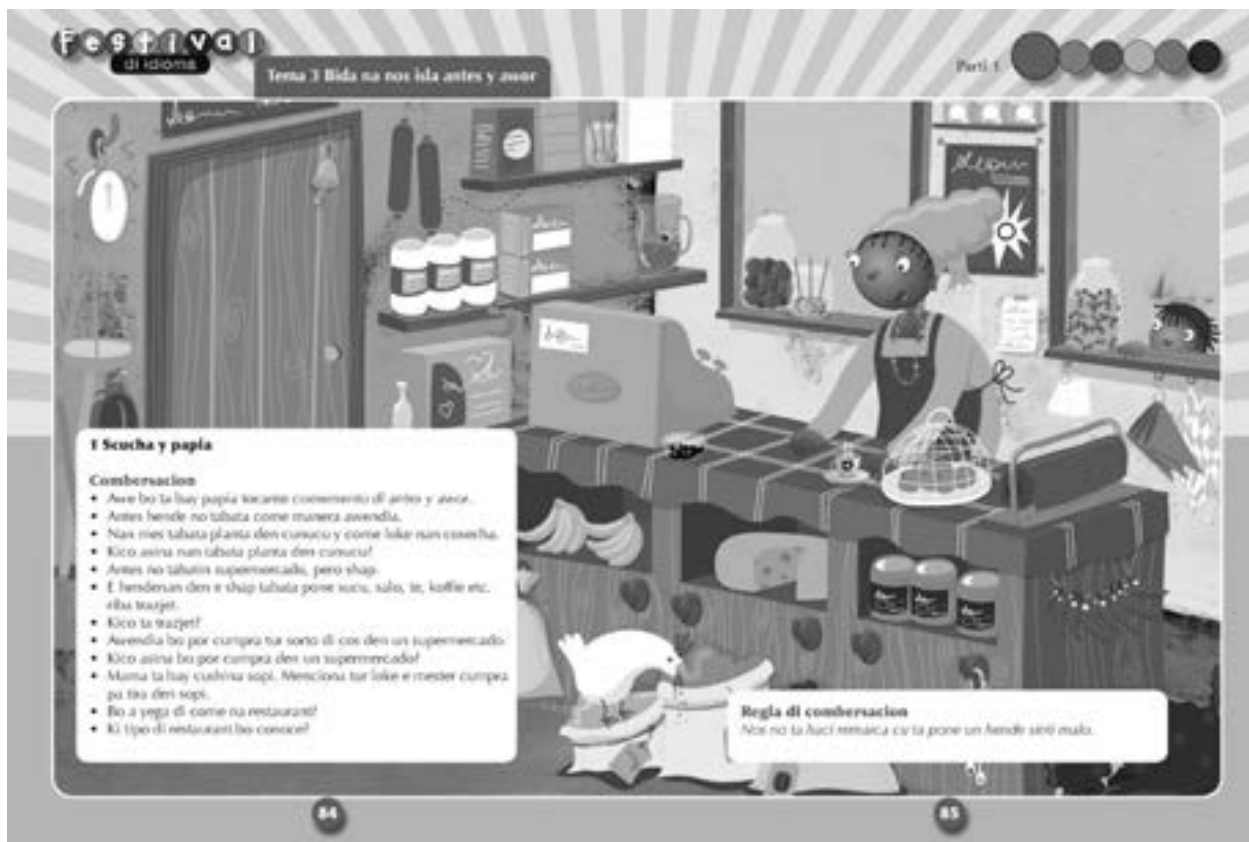 Festival
di idioma
Tema 3 Bida na nos isla antes y awor
Parti 1
1 Scucha y papia
Combersacion
• Awe bo ta bay papia tocante cuminda di antes y awor.
• Antes hende no tabata come manera awendia.
• Nan mes tabata planta den cunucu y come loke nan cosecha.
• Kico asina nan tabata planta den cunucu?
• Antes no tabatin supermercado, pero shap.
• E hendenan den e shap tabata pone sucu, salo, te, koffie etc.
riba
• Kico ta
• Awendia bo por cumpra tur sorto di cos den un supermercado.
• Kico asina bo por cumpra den un supermercado?
• Mama ta bay cushina sopi. Menciona tur loke e mester cumpra
pa tira den sopi.
• Bo a yega di come na restaurant?
• Ki tipo di restaurant bo conoce?
Regla di combersacion
Nos no ta haci remarca cu ta pone un hende sinti malo.
84
85